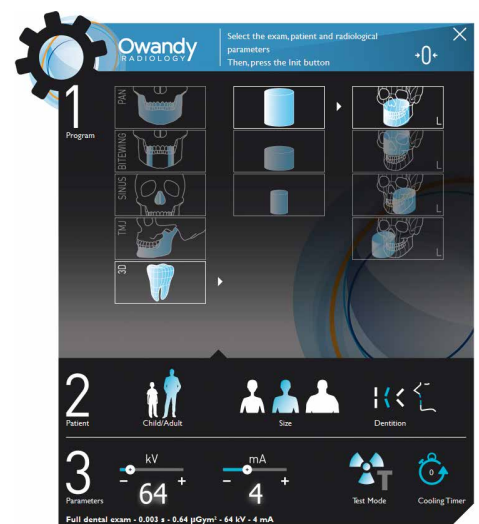 Owandy
RADIOLOGY
Select the exam, patient and radiological
parameters
Then, press the Init button
0
1
Program
PAN
L
BITEWING
L
SINUS
L
TMJ
L
3D
2
Patient
Child/Adult
Size
Dentition
3
Parameters
kV
- +
64
mA
- +
4
T
Test Mode
0
Cooling Timer
Full dental exam - 0.003 s - 0.64 µGym² - 64 kV - 4 mA